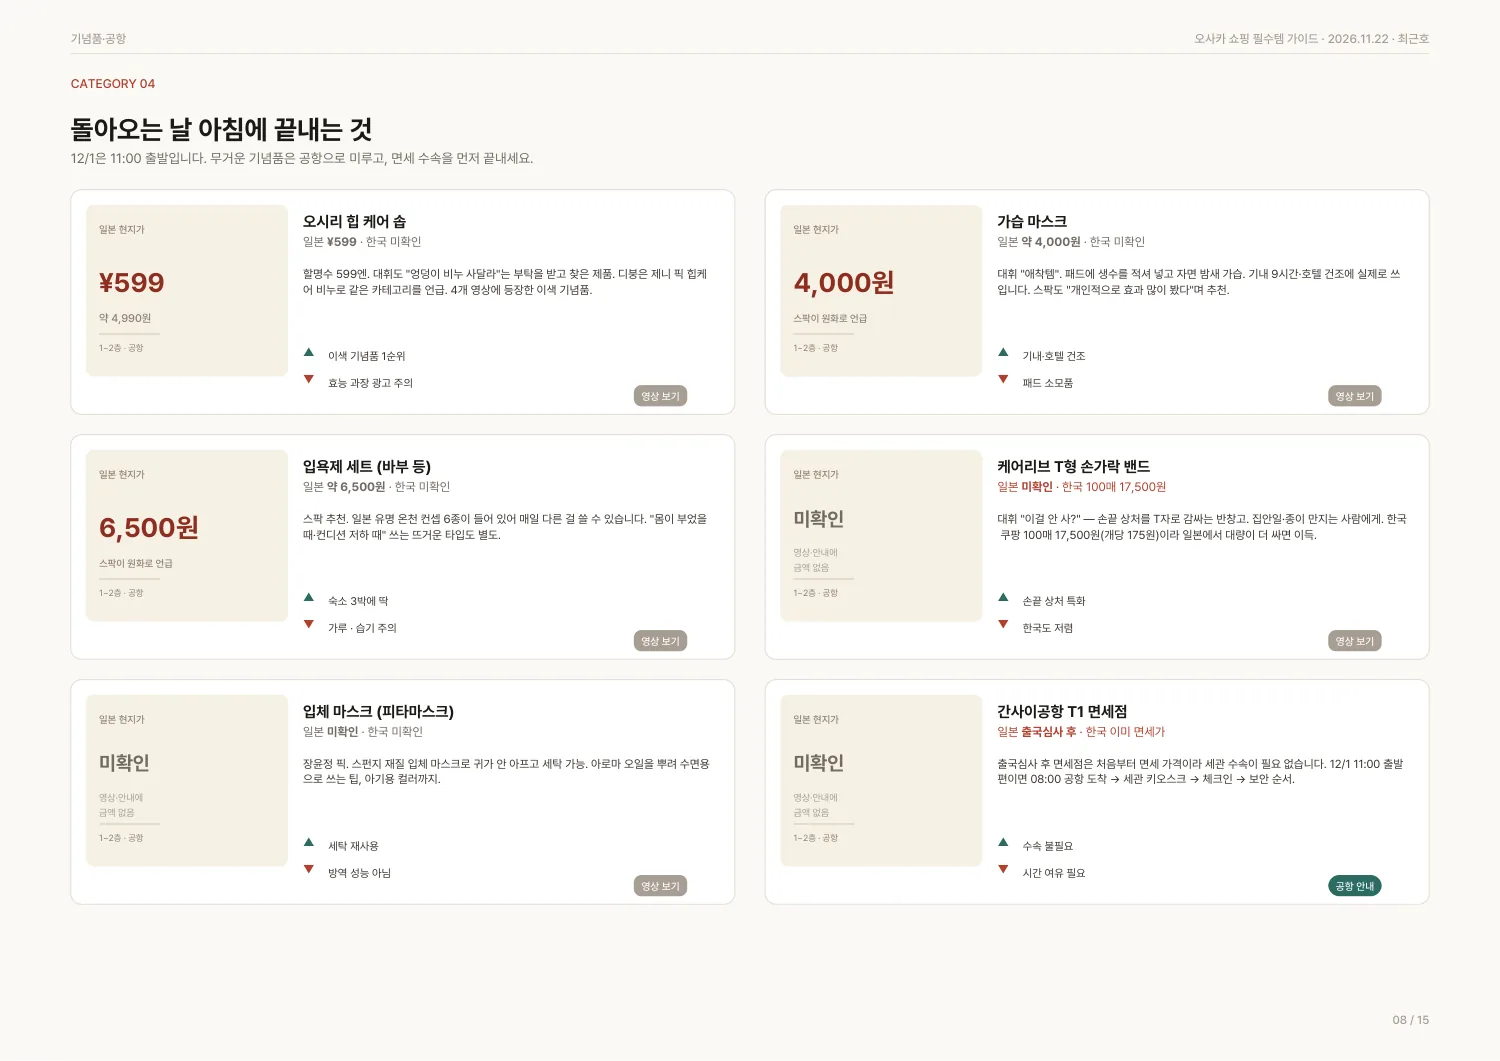 기념품·공항
오사카 쇼핑 필수템 가이드 · 2026.11.22 · 최근호
CATEGORY 04
돌아오는 날 아침에 끝내는 것
12/1은 11:00 출발입니다. 무거운 기념품은 공항으로 미루고, 면세 수속을 먼저 끝내세요.
일본 현지가
¥599
약 4,990원
1~2층 · 공항
오시리 힙 케어 솝
일본 ¥599 · 한국 미확인
할명수 599엔. 대휘도 "엉덩이 비누 사달라"는 부탁을 받고 찾은 제품. 디붕은 제니 픽 힙케
어 비누로 같은 카테고리를 언급. 4개 영상에 등장한 이색 기념품.
▲ 이색 기념품 1순위
▼ 효능 과장 광고 주의
영상 보기
일본 현지가
4,000원
스팍이 원화로 언급
1~2층 · 공항
가습 마스크
일본 약 4,000원 · 한국 미확인
대휘 "애착템". 패드에 생수를 적셔 넣고 자면 밤새 가습. 기내 9시간·호텔 건조에 실제로 쓰
입니다. 스팍도 "개인적으로 효과 많이 봤다"며 추천.
▲ 기내·호텔 건조
▼ 패드 소모품
영상 보기
일본 현지가
6,500원
스팍이 원화로 언급
1~2층 · 공항
입욕제 세트 (바부 등)
일본 약 6,500원 · 한국 미확인
스팍 추천. 일본 유명 온천 컨셉 6종이 들어 있어 매일 다른 걸 쓸 수 있습니다. "몸이 부었을
때·컨디션 저하 때" 쓰는 뜨거운 타입도 별도.
▲ 숙소 3박에 딱
▼ 가루 · 습기 주의
영상 보기
일본 현지가
미확인
영상·안내에
금액 없음
1~2층 · 공항
케어리브 T형 손가락 밴드
일본 미확인 · 한국 100매 17,500원
대휘 "이걸 안 사?" — 손끝 상처를 T자로 감싸는 반창고. 집안일·종이 만지는 사람에게. 한국
쿠팡 100매 17,500원(개당 175원)이라 일본에서 대량이 더 싸면 이득.
▲ 손끝 상처 특화
▼ 한국도 저렴
영상 보기
일본 현지가
미확인
영상·안내에
금액 없음
1~2층 · 공항
입체 마스크 (피타마스크)
일본 미확인 · 한국 미확인
장윤정 픽. 스펀지 재질 입체 마스크로 귀가 안 아프고 세탁 가능. 아로마 오일을 뿌려 수면용
으로 쓰는 팁, 아기용 컬러까지.
▲ 세탁 재사용
▼ 방역 성능 아님
영상 보기
일본 현지가
미확인
영상·안내에
금액 없음
1~2층 · 공항
간사이공항 T1 면세점
일본 출국심사 후 · 한국 이미 면세가
출국심사 후 면세점은 처음부터 면세 가격이라 세관 수속이 필요 없습니다. 12/1 11:00 출발
편이면 08:00 공항 도착 → 세관 키오스크 → 체크인 → 보안 순서.
▲ 수속 불필요
▼ 시간 여유 필요
공항 안내
08 / 15